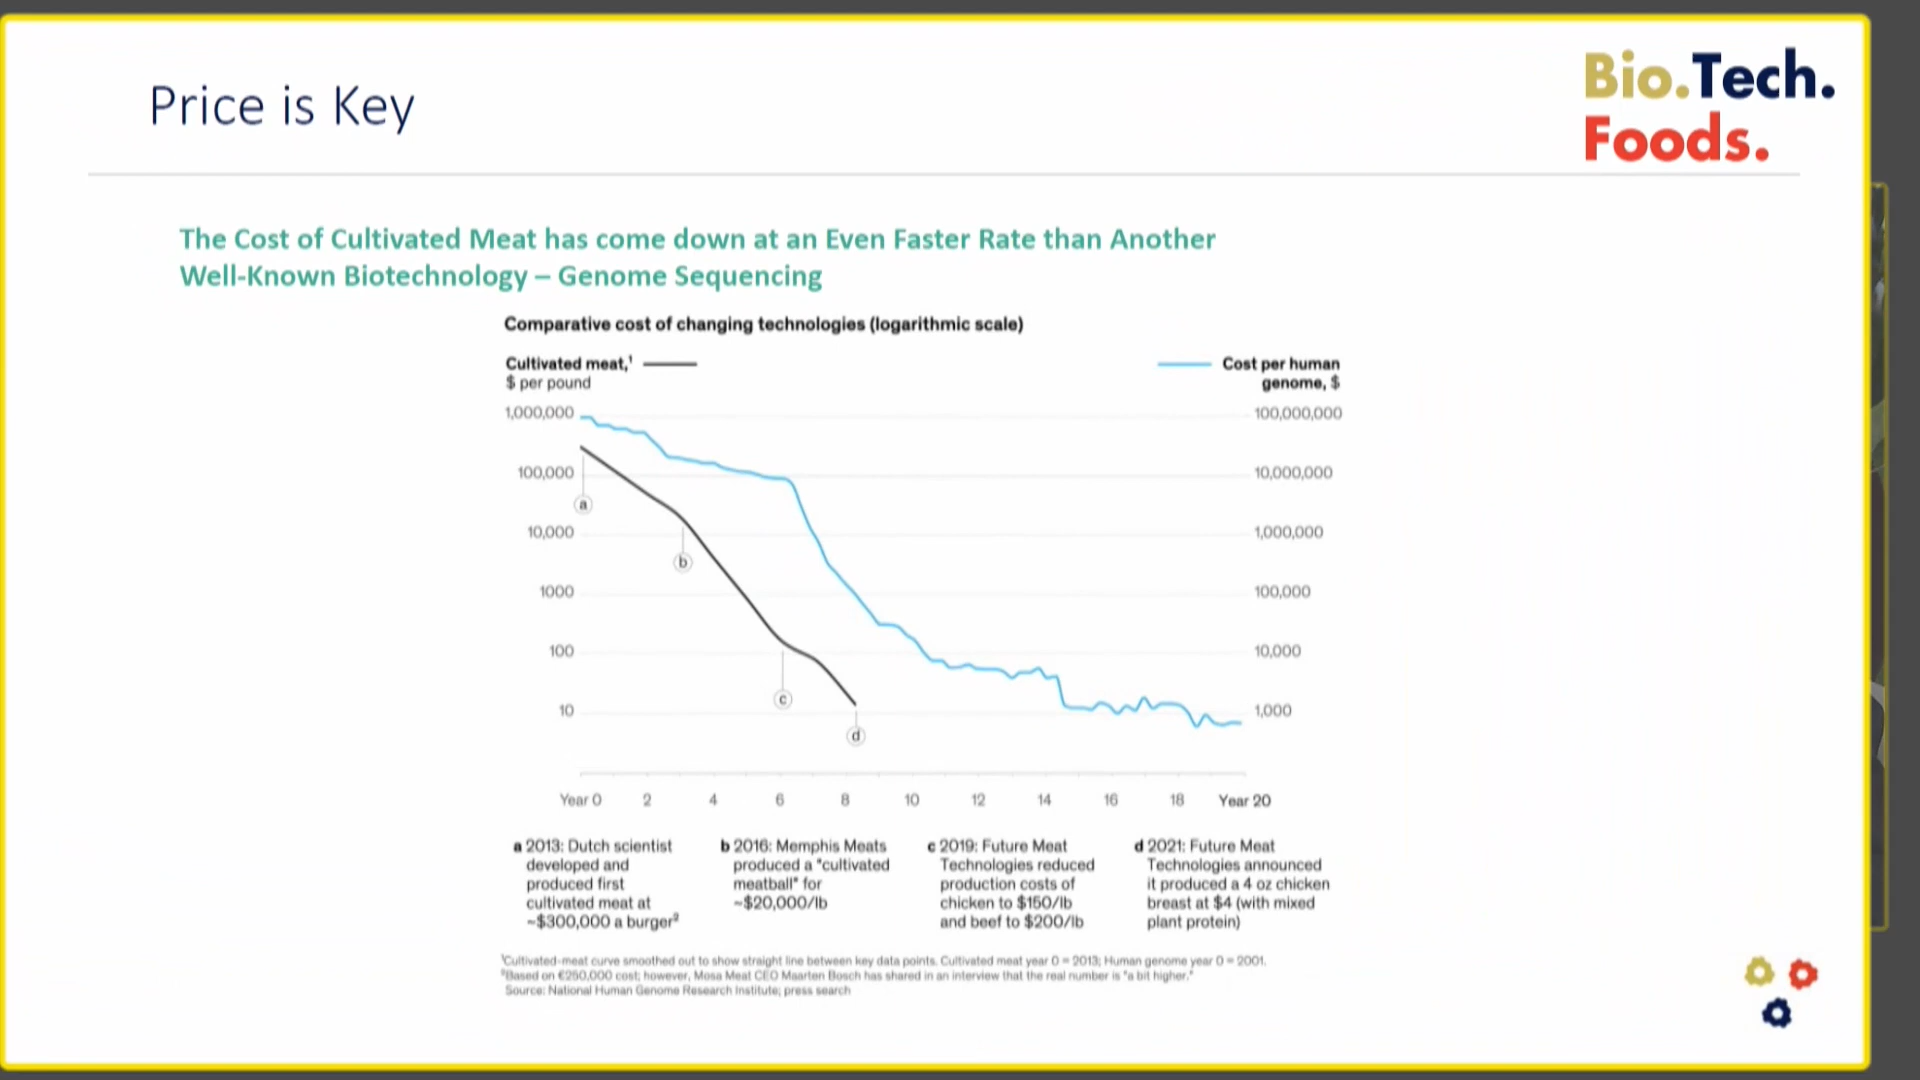 Price is Key
Bio.Tech.
Foods.
The Cost of Cultivated Meat has come down at an Even Faster Rate than Another
Well-Known Biotechnology – Genome Sequencing
Comparative cost of changing technologies (logarithmic scale)
Cultivated meat,¹
$ per pound
Cost per human
genome, $
1,000,000
100,000
10,000
1000
100
10
100,000,000
10,000,000
1,000,000
100,000
10,000
1,000
a
b
c
d
Year 0 2 4 6 8 10 12 14 16 18 Year 20
a 2013: Dutch scientist
developed and
produced first
cultivated meat at
~$300,000 a burger²
b 2016: Memphis Meats
produced a "cultivated
meatball" for
~$20,000/lb
c 2019: Future Meat
Technologies reduced
production costs of
chicken to $150/lb
and beef to $200/lb
d 2021: Future Meat
Technologies announced
it produced a 4 oz chicken
breast at $4 (with mixed
plant protein)
¹Cultivated-meat curve smoothed out to show straight line between key data points. Cultivated meat year 0 = 2013; Human genome year 0 = 2001.
²Based on €250,000 cost; however, Mosa Meat CEO Maarten Bosch has shared in an interview that the real number is "a bit higher."
Source: National Human Genome Research Institute; press search